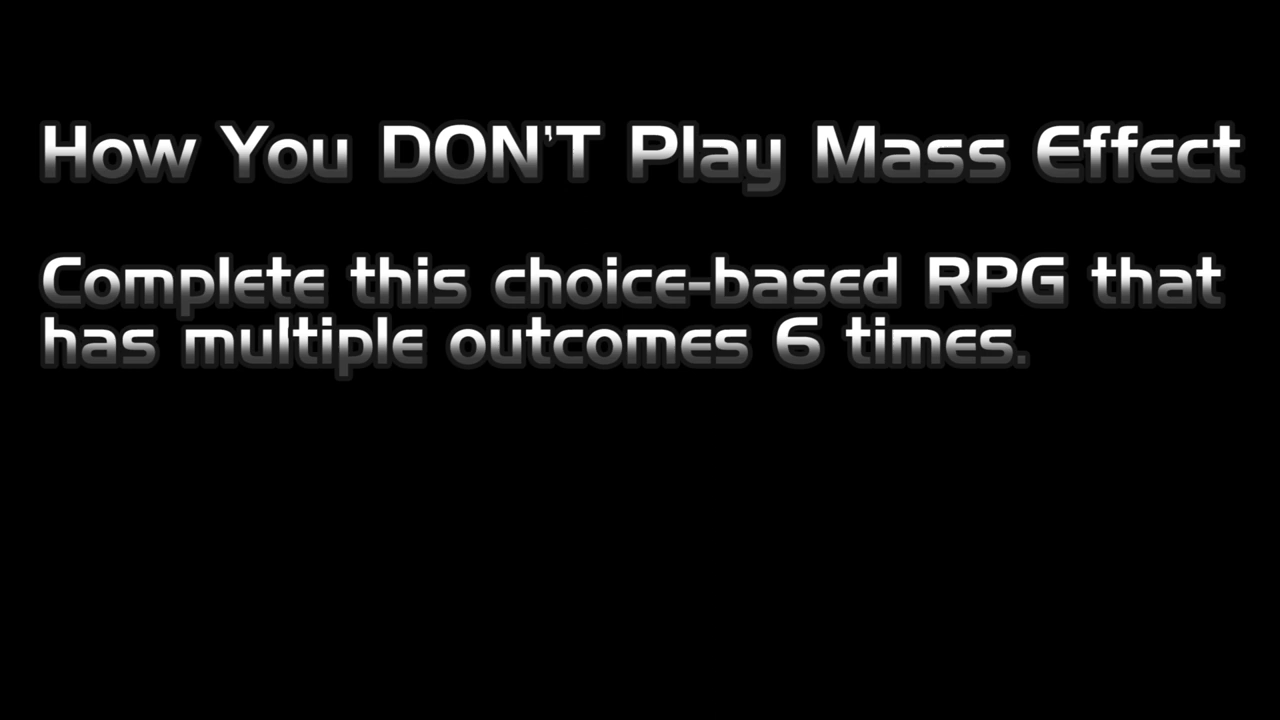 How You DON'T Play Mass Effect
Complete this choice-based RPG that
has multiple outcomes 6 times.